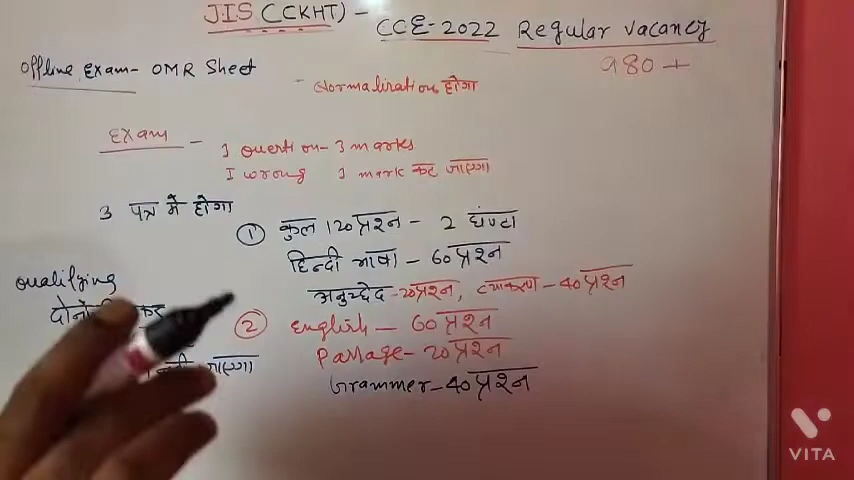 JIS (CCKHT) - CCE-2022 Regular vacancy
980+
Offline Exam- OMR Sheet
- Normalization होगा
Exam -
1 Question- 3 marks
1 wrong 1 mark कट जाएगा
3 पत्र में होगा
① कुल 120 प्रश्न - 2 घंण्टा
हिन्दी भाषा - 60 प्रश्न
अनुच्छेद-20 प्रश्न, व्याकरण-40 प्रश्न
Qualifying
② English - 60 प्रश्न
Passage-20 प्रश्न
जाएगा
Grammer-40 प्रश्न
VITA